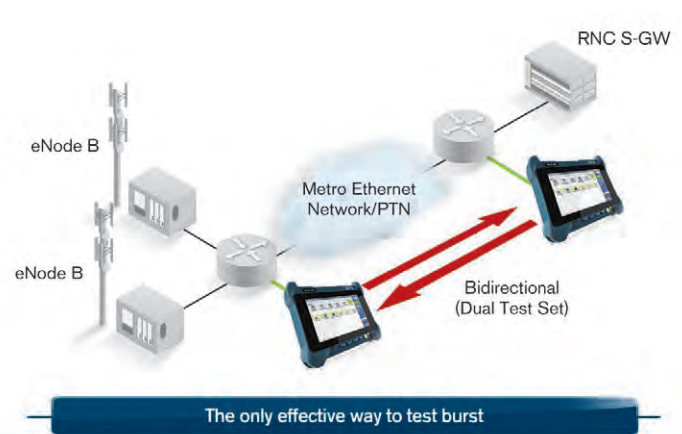 RNC S-GW
eNode B
Metro Ethernet
Network/PTN
eNode B
Bidirectional
(Dual Test Set)
The only effective way to test burst